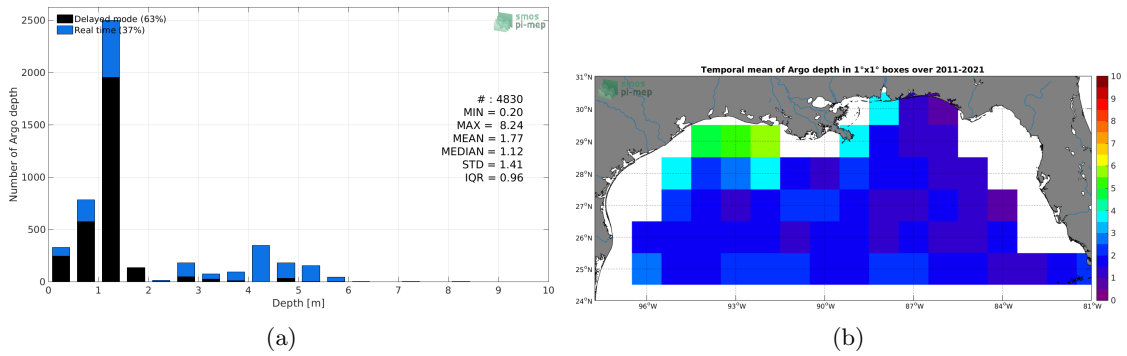 2500
2000
1500
1000
500
0
Number of Argo depth
Delayed mode (63%)
Real time (37%)
smos
pi-mep
# : 4830
MIN = 0.20
MAX = 8.24
MEAN = 1.77
MEDIAN = 1.12
STD = 1.41
IQR = 0.96
0 1 2 3 4 5 6 7 8 9 10
Depth [m]
(a)
Temporal mean of Argo depth in 1°x1° boxes over 2011-2021
smos
pi-mep
31°N
30°N
29°N
28°N
27°N
26°N
25°N
24°N
96°W 93°W 90°W 87°W 84°W 81°W
10
9
8
7
6
5
4
3
2
1
0
(b)